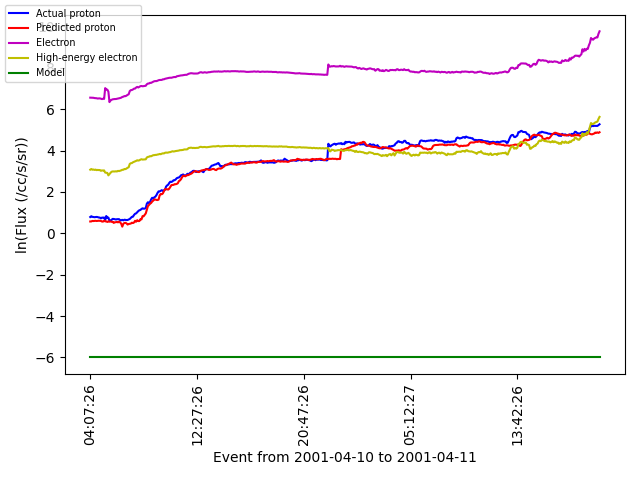 Actual proton
Predicted proton
Electron
High-energy electron
Model
6
4
2
0
−2
−4
−6
ln(Flux (/cc/s/sr))
04:07:26
12:27:26
20:47:26
05:12:27
13:42:26
Event from 2001-04-10 to 2001-04-11